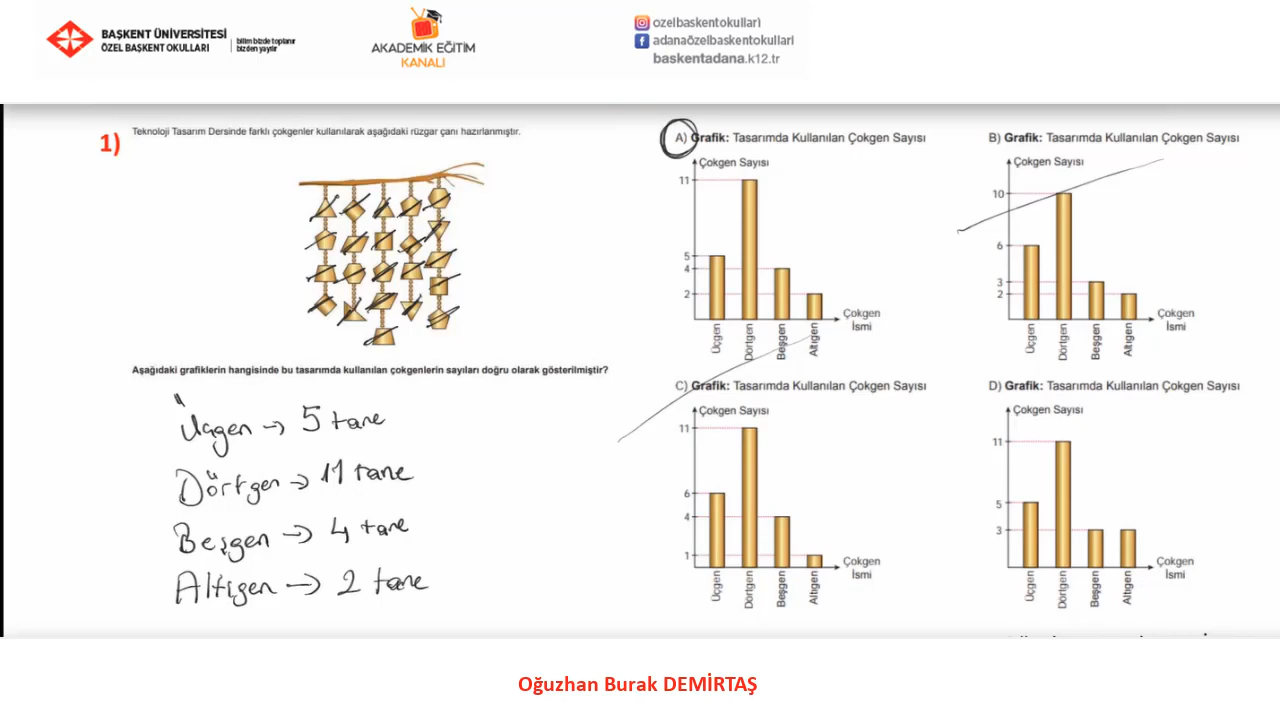 BAŞKENT ÜNİVERSİTESİ
ÖZEL BAŞKENT OKULLARI
bilim bizde toplanır
bizden yayılır
AKADEMİK EĞİTİM
KANALI
ozelbaskentokullari
adanaözelbaskentokullari
baskentadana.k12.tr
1)
Teknoloji Tasarım Dersinde farklı çokgenler kullanılarak aşağıdaki rüzgar çanı hazırlanmıştır.
Aşağıdaki grafiklerin hangisinde bu tasarımda kullanılan çokgenlerin sayıları doğru olarak gösterilmiştir?
Üçgen → 5 tane
Dörtgen → 11 tane
Beşgen → 4 tane
Altıgen → 2 tane
A) Grafik: Tasarımda Kullanılan Çokgen Sayısı
Çokgen Sayısı
11
5
4
2
Üçgen
Dörtgen
Beşgen
Altıgen
Çokgen
İsmi
B) Grafik: Tasarımda Kullanılan Çokgen Sayısı
Çokgen Sayısı
10
6
3
2
Üçgen
Dörtgen
Beşgen
Altıgen
Çokgen
İsmi
C) Grafik: Tasarımda Kullanılan Çokgen Sayısı
Çokgen Sayısı
11
6
4
1
Üçgen
Dörtgen
Beşgen
Altıgen
Çokgen
İsmi
D) Grafik: Tasarımda Kullanılan Çokgen Sayısı
Çokgen Sayısı
11
5
3
Üçgen
Dörtgen
Beşgen
Altıgen
Çokgen
İsmi
Oğuzhan Burak DEMİRTAŞ